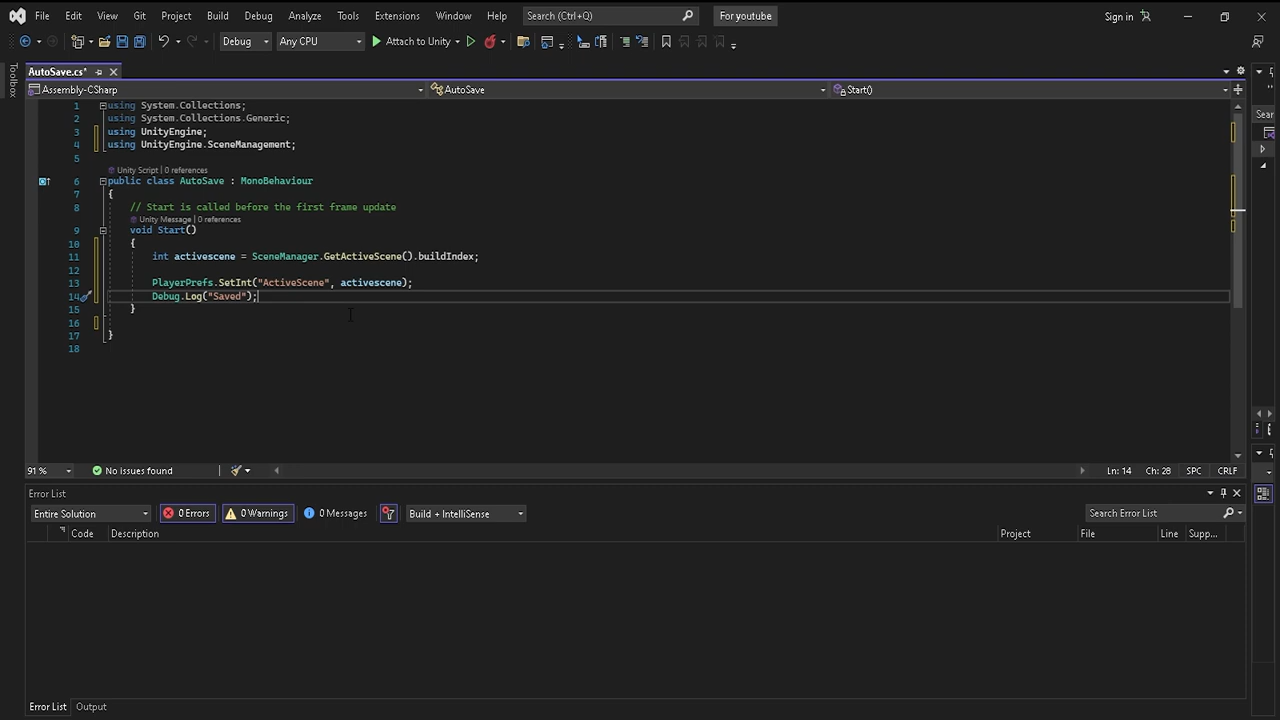 File Edit View Git Project Build Debug Analyze Tools Extensions Window Help Search (Ctrl+Q) For youtube Sign in
Debug Any CPU Attach to Unity
Toolbox
AutoSave.cs*
Assembly-CSharp AutoSave Start()
1 using System.Collections;
2 using System.Collections.Generic;
3 using UnityEngine;
4 using UnityEngine.SceneManagement;
5
Unity Script | 0 references
6 public class AutoSave : MonoBehaviour
7 {
8 // Start is called before the first frame update
Unity Message | 0 references
9 void Start()
10 {
11 int activescene = SceneManager.GetActiveScene().buildIndex;
12
13 PlayerPrefs.SetInt("ActiveScene", activescene);
14 Debug.Log("Saved");
15 }
16
17 }
18
Sear
91 % No issues found Ln: 14 Ch: 28 SPC CRLF
Error List
Entire Solution 0 Errors 0 Warnings 0 Messages Build + IntelliSense Search Error List
Code Description Project File Line Supp...
Error List Output